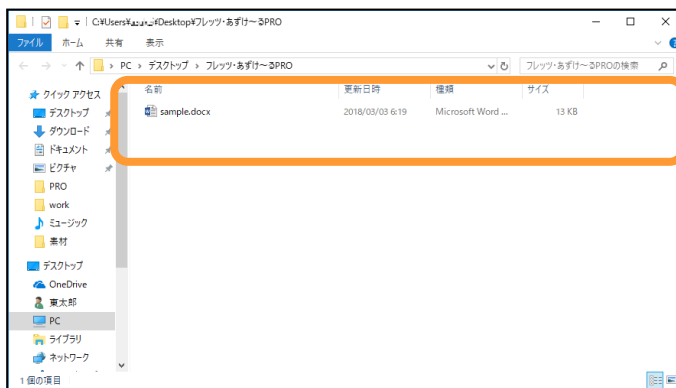 C:¥Users¥ ¥Desktop¥フレッツ・あずけ～るPRO
ファイル ホーム 共有 表示
PC › デスクトップ › フレッツ・あずけ～るPRO フレッツ・あずけ～るPROの検索
クイック アクセス
デスクトップ
ダウンロード
ドキュメント
ピクチャ
PRO
work
ミュージック
素材
デスクトップ
OneDrive
東太郎
PC
ライブラリ
ネットワーク
名前 更新日時 種類 サイズ
sample.docx 2018/03/03 6:19 Microsoft Word ... 13 KB
1 個の項目